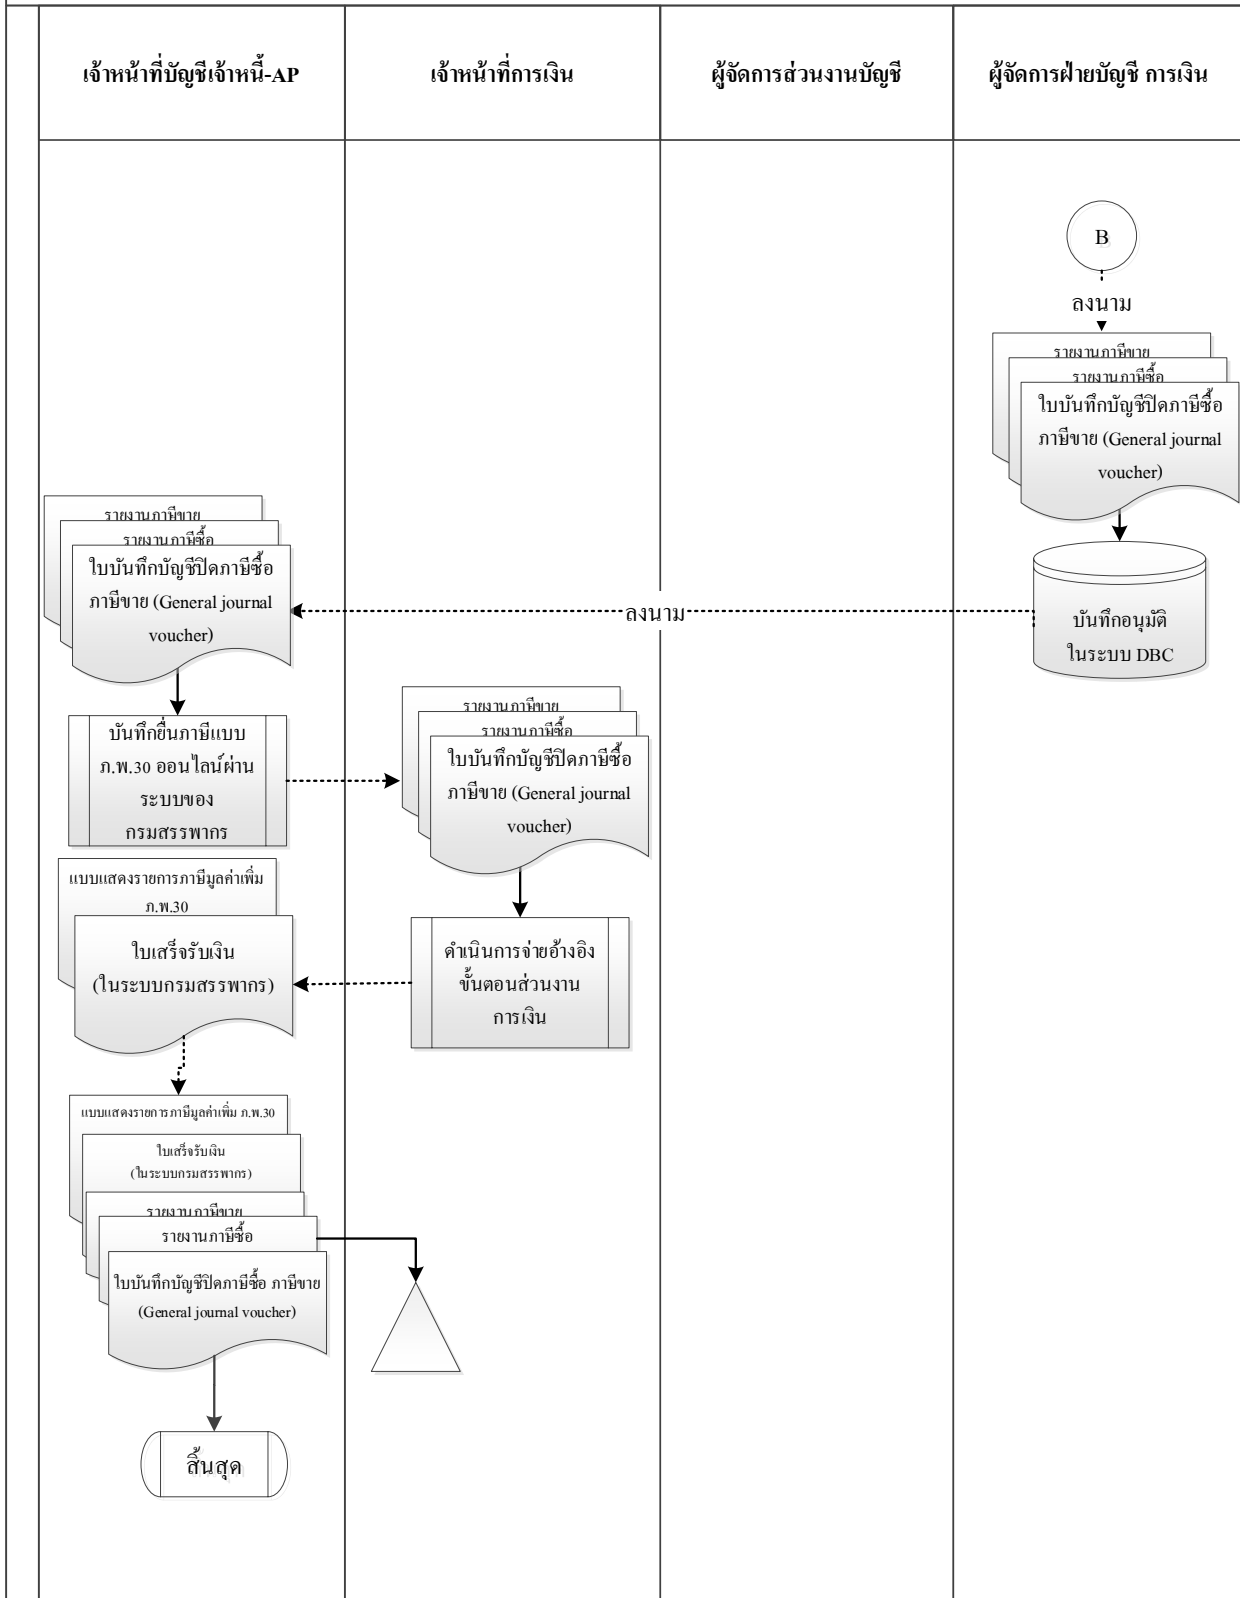 เจ้าหน้าที่บัญชีเจ้าหนี้-AP
เจ้าหน้าที่การเงิน
ผู้จัดการส่วนงานบัญชี
ผู้จัดการฝ่ายบัญชี การเงิน
B
ลงนาม
รายงานภาษีขาย
รายงานภาษีซื้อ
ใบบันทึกบัญชีปิดภาษีซื้อ
ภาษีขาย (General journal
voucher)
บันทึกอนุมัติ
ในระบบ DBC
ลงนาม
รายงานภาษีขาย
รายงานภาษีซื้อ
ใบบันทึกบัญชีปิดภาษีซื้อ
ภาษีขาย (General journal
voucher)
บันทึกยื่นภาษีแบบ
ภ.พ.30 ออนไลน์ผ่าน
ระบบของ
กรมสรรพากร
รายงานภาษีขาย
รายงานภาษีซื้อ
ใบบันทึกบัญชีปิดภาษีซื้อ
ภาษีขาย (General journal
voucher)
ดำเนินการจ่ายอ้างอิง
ขั้นตอนส่วนงาน
การเงิน
แบบแสดงรายการภาษีมูลค่าเพิ่ม
ภ.พ.30
ใบเสร็จรับเงิน
(ในระบบกรมสรรพากร)
แบบแสดงรายการภาษีมูลค่าเพิ่ม ภ.พ.30
ใบเสร็จรับเงิน
(ในระบบกรมสรรพากร)
รายงานภาษีขาย
รายงานภาษีซื้อ
ใบบันทึกบัญชีปิดภาษีซื้อ ภาษีขาย
(General journal voucher)
สิ้นสุด